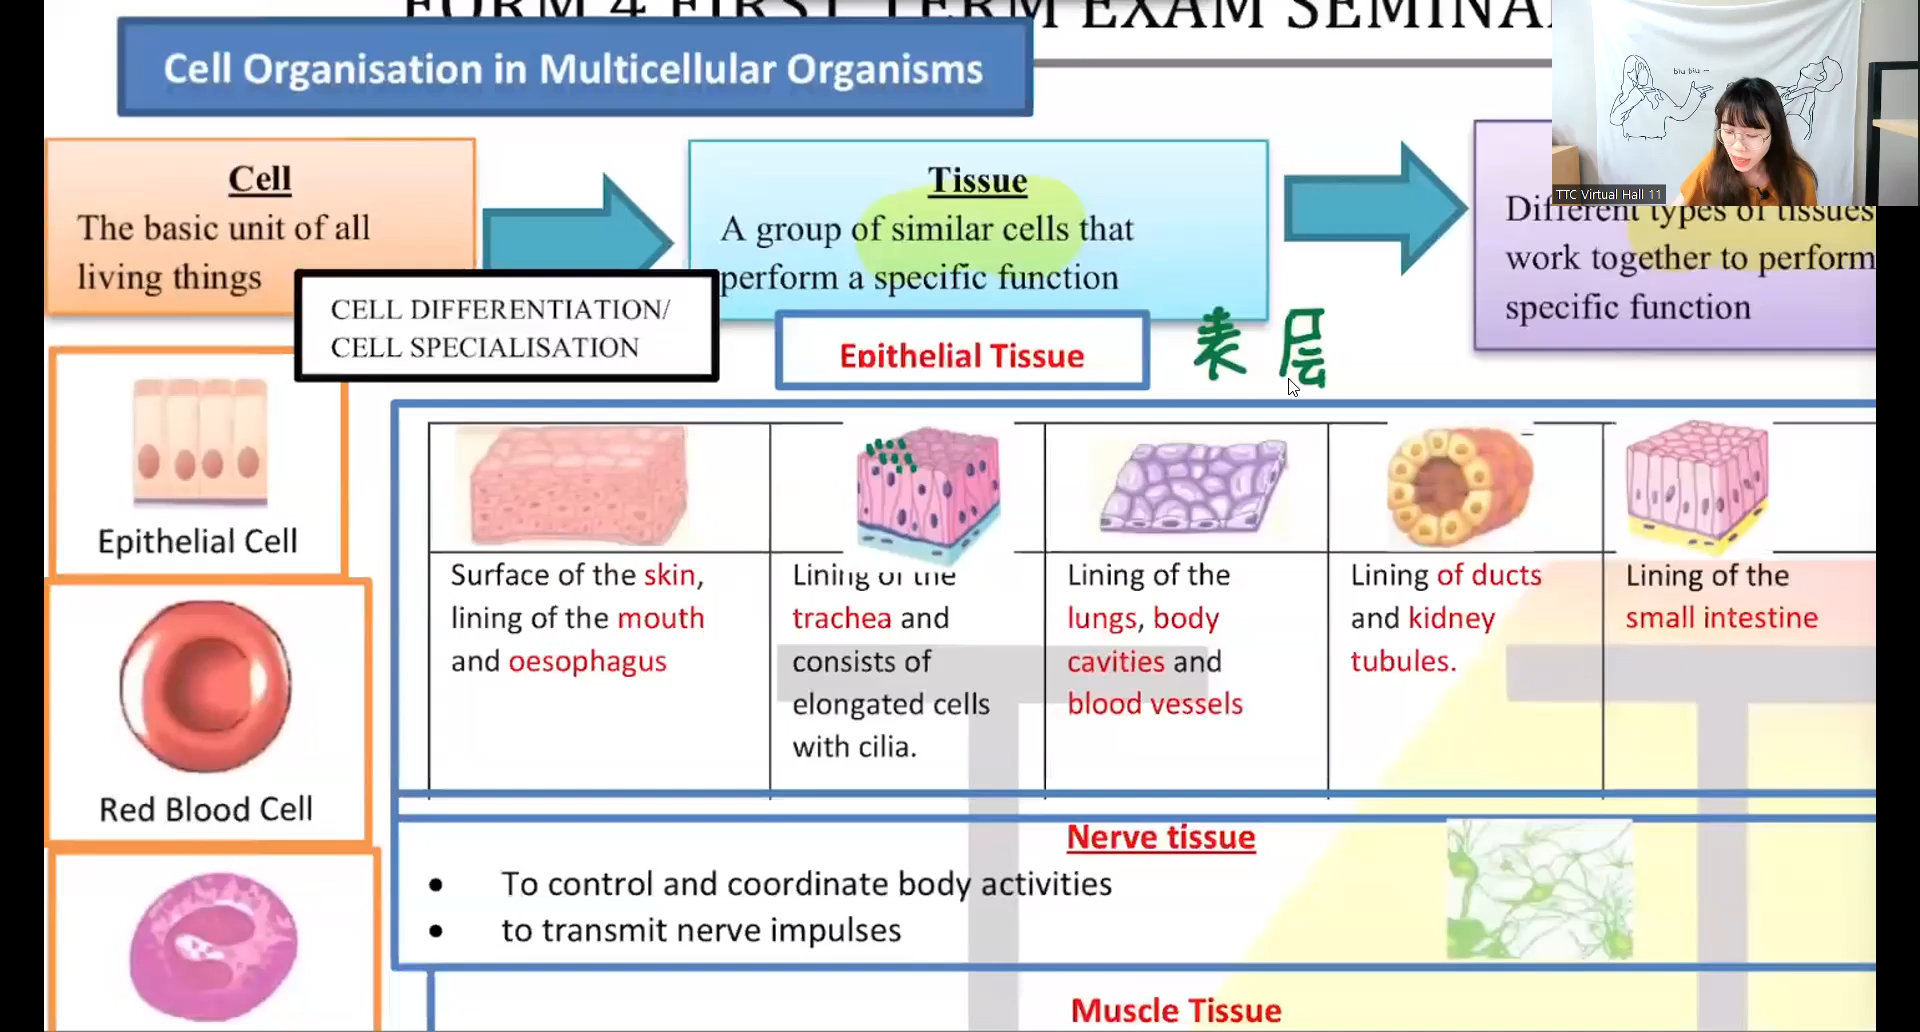 FORM 4 FIRST TERM EXAM SEMINA
Cell Organisation in Multicellular Organisms
biu biu ~
TTC Virtual Hall 11
Cell
The basic unit of all
living things
CELL DIFFERENTIATION/
CELL SPECIALISATION
Tissue
A group of similar cells that
perform a specific function
Different types of tissues
work together to perform
specific function
Epithelial Tissue
表层
Epithelial Cell
Red Blood Cell
Surface of the skin,
lining of the mouth
and oesophagus
Lining of the
trachea and
consists of
elongated cells
with cilia.
Lining of the
lungs, body
cavities and
blood vessels
Lining of ducts
and kidney
tubules.
Lining of the
small intestine
Nerve tissue
• To control and coordinate body activities
• to transmit nerve impulses
Muscle Tissue